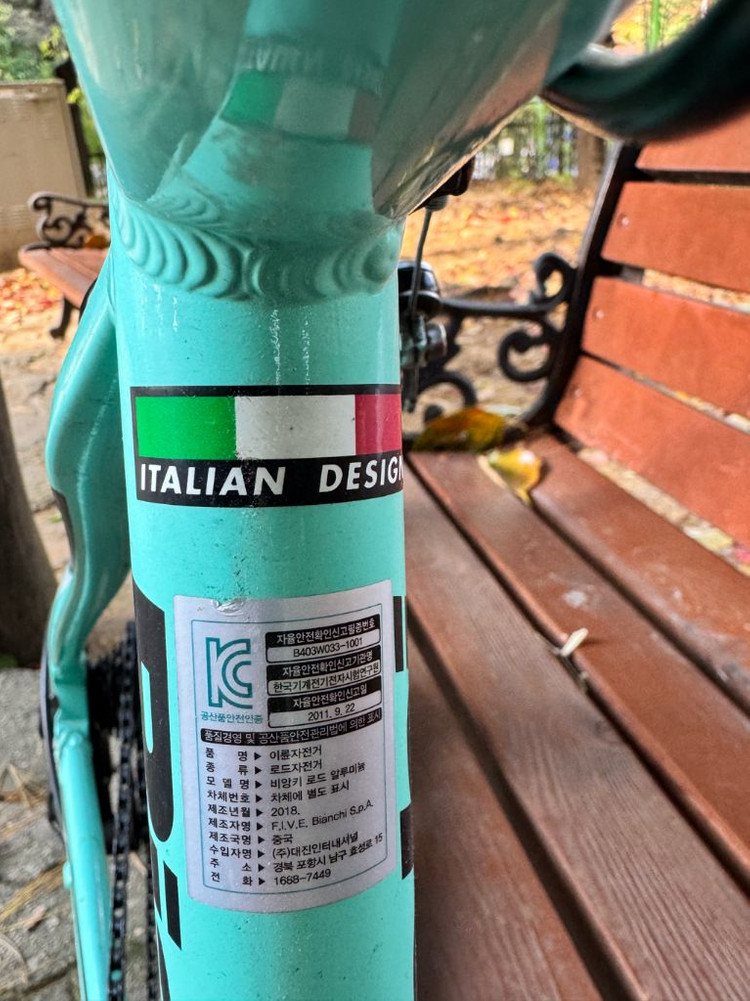 ITALIAN DESIGN
KC
공산품안전인증
자율안전확인신고필증번호
B403W033-1001
자율안전확인신고기관명
한국기계전기전자시험연구원
자율안전확인신고일
2011. 9. 22
품질경영 및 공산품안전관리법에 의한 표시
품 명 ▶ 이륜자전거
종 류 ▶ 로드자전거
모 델 명 ▶ 비앙키 로드 알루미늄
차체번호 ▶ 차체에 별도 표시
제조년월 ▶ 2018.
제조자명 ▶ F.I.V.E. Bianchi S.p.A.
제조국명 ▶ 중국
수입자명 ▶ (주)대진인터내셔널
주 소 ▶ 경북 포항시 남구 효성로 15
전 화 ▶ 1688-7449